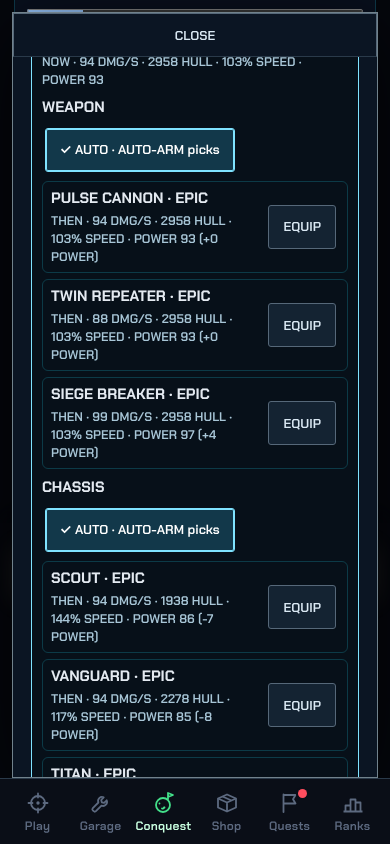 CLOSE
NOW · 94 DMG/S · 2958 HULL · 103% SPEED ·
POWER 93
WEAPON
✓ AUTO · AUTO-ARM picks
PULSE CANNON · EPIC
THEN · 94 DMG/S · 2958 HULL ·
103% SPEED · POWER 93 (+0
POWER)
EQUIP
TWIN REPEATER · EPIC
THEN · 88 DMG/S · 2958 HULL ·
103% SPEED · POWER 93 (+0
POWER)
EQUIP
SIEGE BREAKER · EPIC
THEN · 99 DMG/S · 2958 HULL ·
103% SPEED · POWER 97 (+4
POWER)
EQUIP
CHASSIS
✓ AUTO · AUTO-ARM picks
SCOUT · EPIC
THEN · 94 DMG/S · 1938 HULL ·
144% SPEED · POWER 86 (-7
POWER)
EQUIP
VANGUARD · EPIC
THEN · 94 DMG/S · 2278 HULL ·
117% SPEED · POWER 85 (-8
POWER)
EQUIP
TITAN · EPIC
Play Garage Conquest Shop Quests Ranks